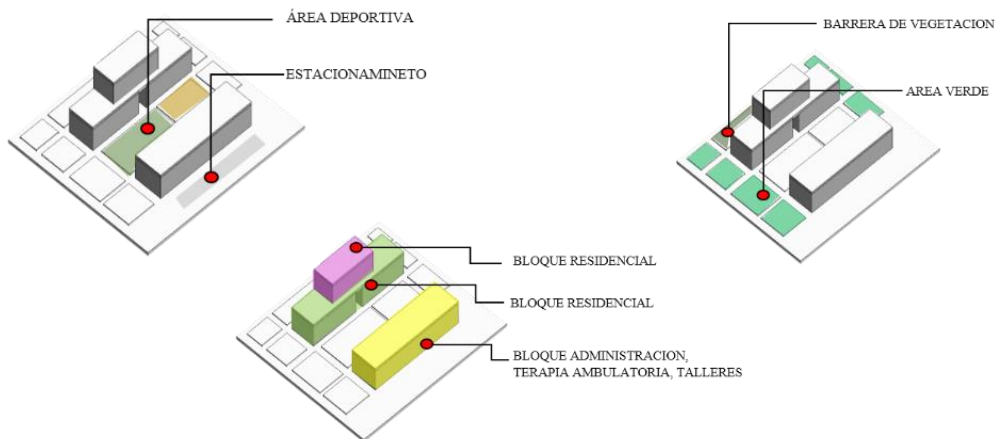 ÁREA DEPORTIVA
ESTACIONAMINETO
BARRERA DE VEGETACION
AREA VERDE
BLOQUE RESIDENCIAL
BLOQUE RESIDENCIAL
BLOQUE ADMINISTRACION,
TERAPIA AMBULATORIA, TALLERES